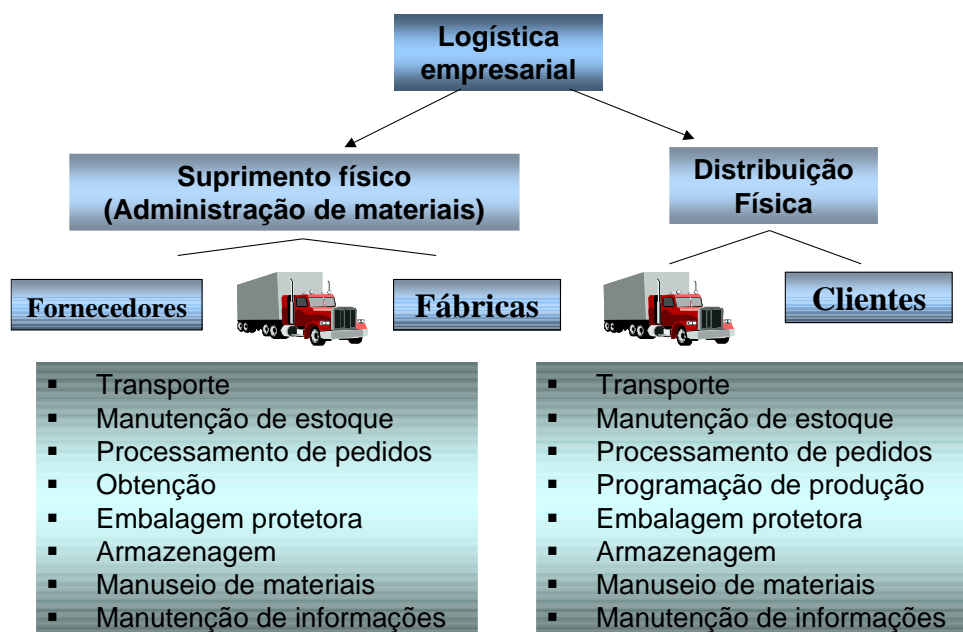 Logística
empresarial
Suprimento físico
(Administração de materiais)
Distribuição
Física
Fornecedores
Fábricas
Clientes
▪ Transporte
▪ Manutenção de estoque
▪ Processamento de pedidos
▪ Obtenção
▪ Embalagem protetora
▪ Armazenagem
▪ Manuseio de materiais
▪ Manutenção de informações
▪ Transporte
▪ Manutenção de estoque
▪ Processamento de pedidos
▪ Programação de produção
▪ Embalagem protetora
▪ Armazenagem
▪ Manuseio de materiais
▪ Manutenção de informações